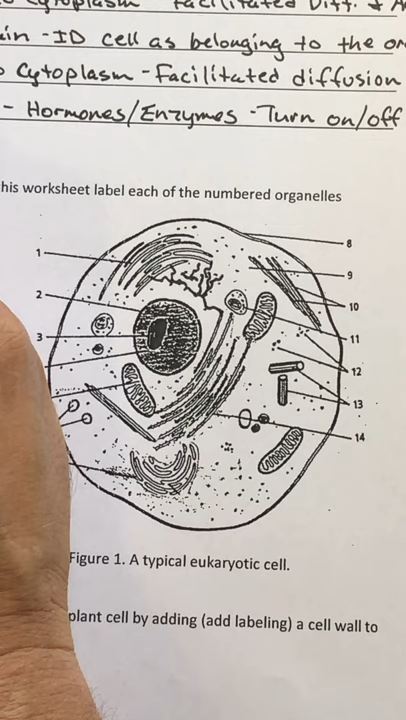 Cytoplasm Facilitated Diff. &
in - ID cell as belonging to the or
Cytoplasm - Facilitated diffusion
- Hormones/Enzymes - Turn on/off
his worksheet label each of the numbered organelles
8
1
9
2
10
3
11
12
13
14
Figure 1. A typical eukaryotic cell.
plant cell by adding (add labeling) a cell wall to